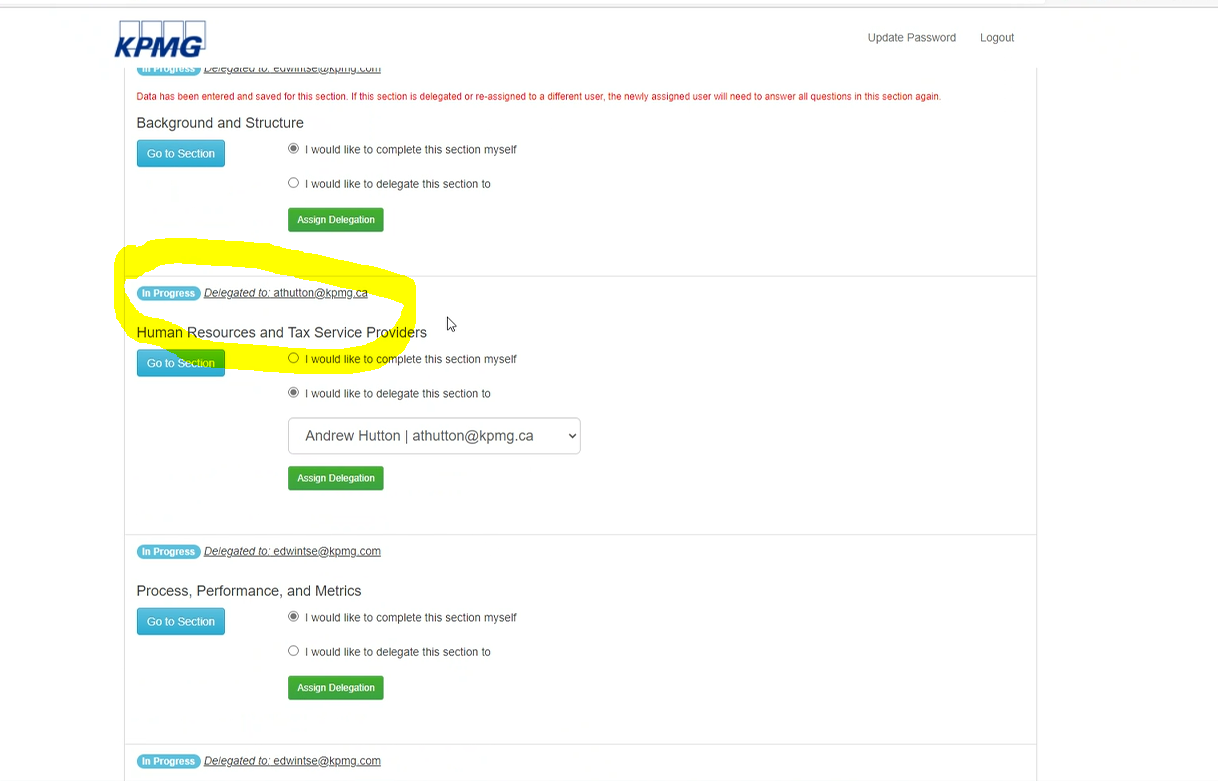 KPMG
Update Password Logout
In Progress Delegated to: edwintse@kpmg.com
Data has been entered and saved for this section. If this section is delegated or re-assigned to a different user, the newly assigned user will need to answer all questions in this section again.
Background and Structure
Go to Section
I would like to complete this section myself
I would like to delegate this section to
Assign Delegation
In Progress Delegated to: athutton@kpmg.ca
Human Resources and Tax Service Providers
Go to Section
I would like to complete this section myself
I would like to delegate this section to
Andrew Hutton | athutton@kpmg.ca
Assign Delegation
In Progress Delegated to: edwintse@kpmg.com
Process, Performance, and Metrics
Go to Section
I would like to complete this section myself
I would like to delegate this section to
Assign Delegation
In Progress Delegated to: edwintse@kpmg.com